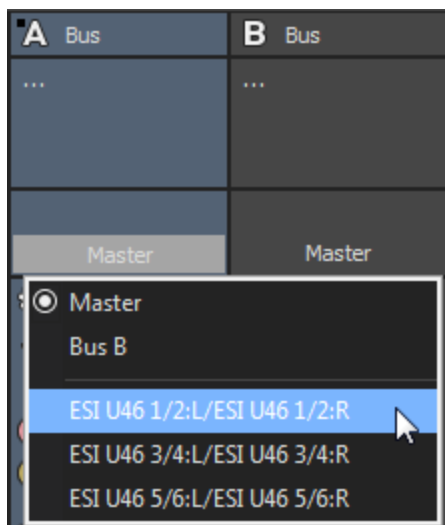 A Bus
B Bus
...
...
Master
Master
Master
Bus B
ESI U46 1/2:L/ESI U46 1/2:R
ESI U46 3/4:L/ESI U46 3/4:R
ESI U46 5/6:L/ESI U46 5/6:R